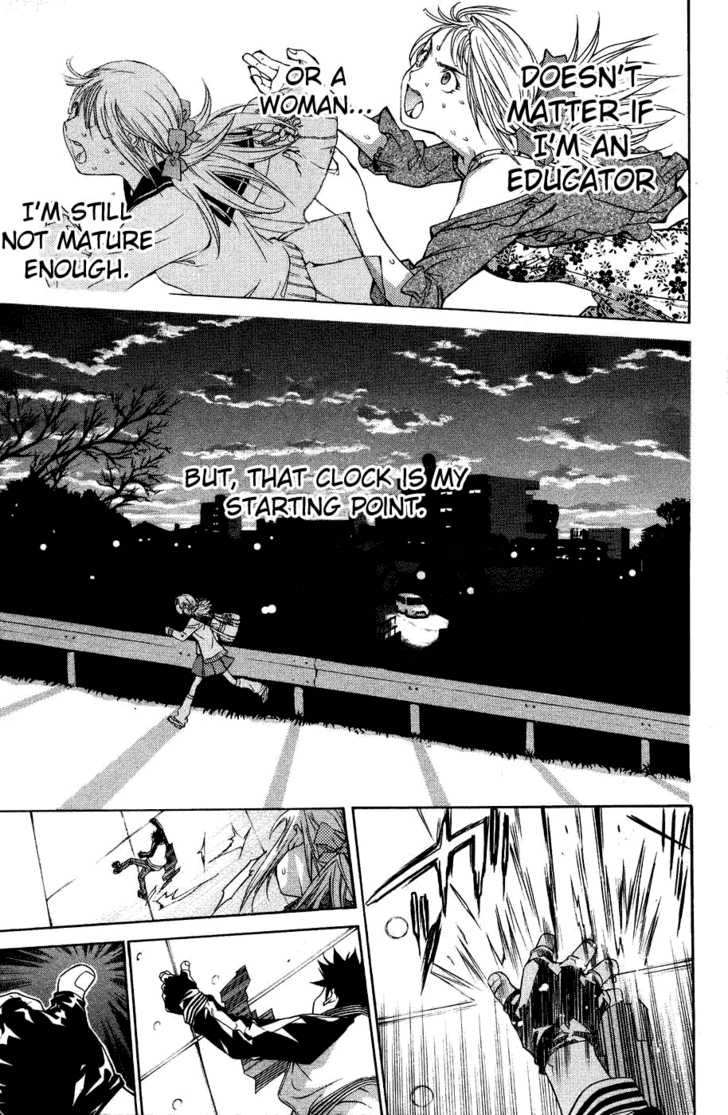 DOESN'T
MATTER IF
I'M AN
EDUCATOR
OR A
WOMAN...
I'M STILL
NOT MATURE
ENOUGH.
BUT, THAT CLOCK IS MY
STARTING POINT.